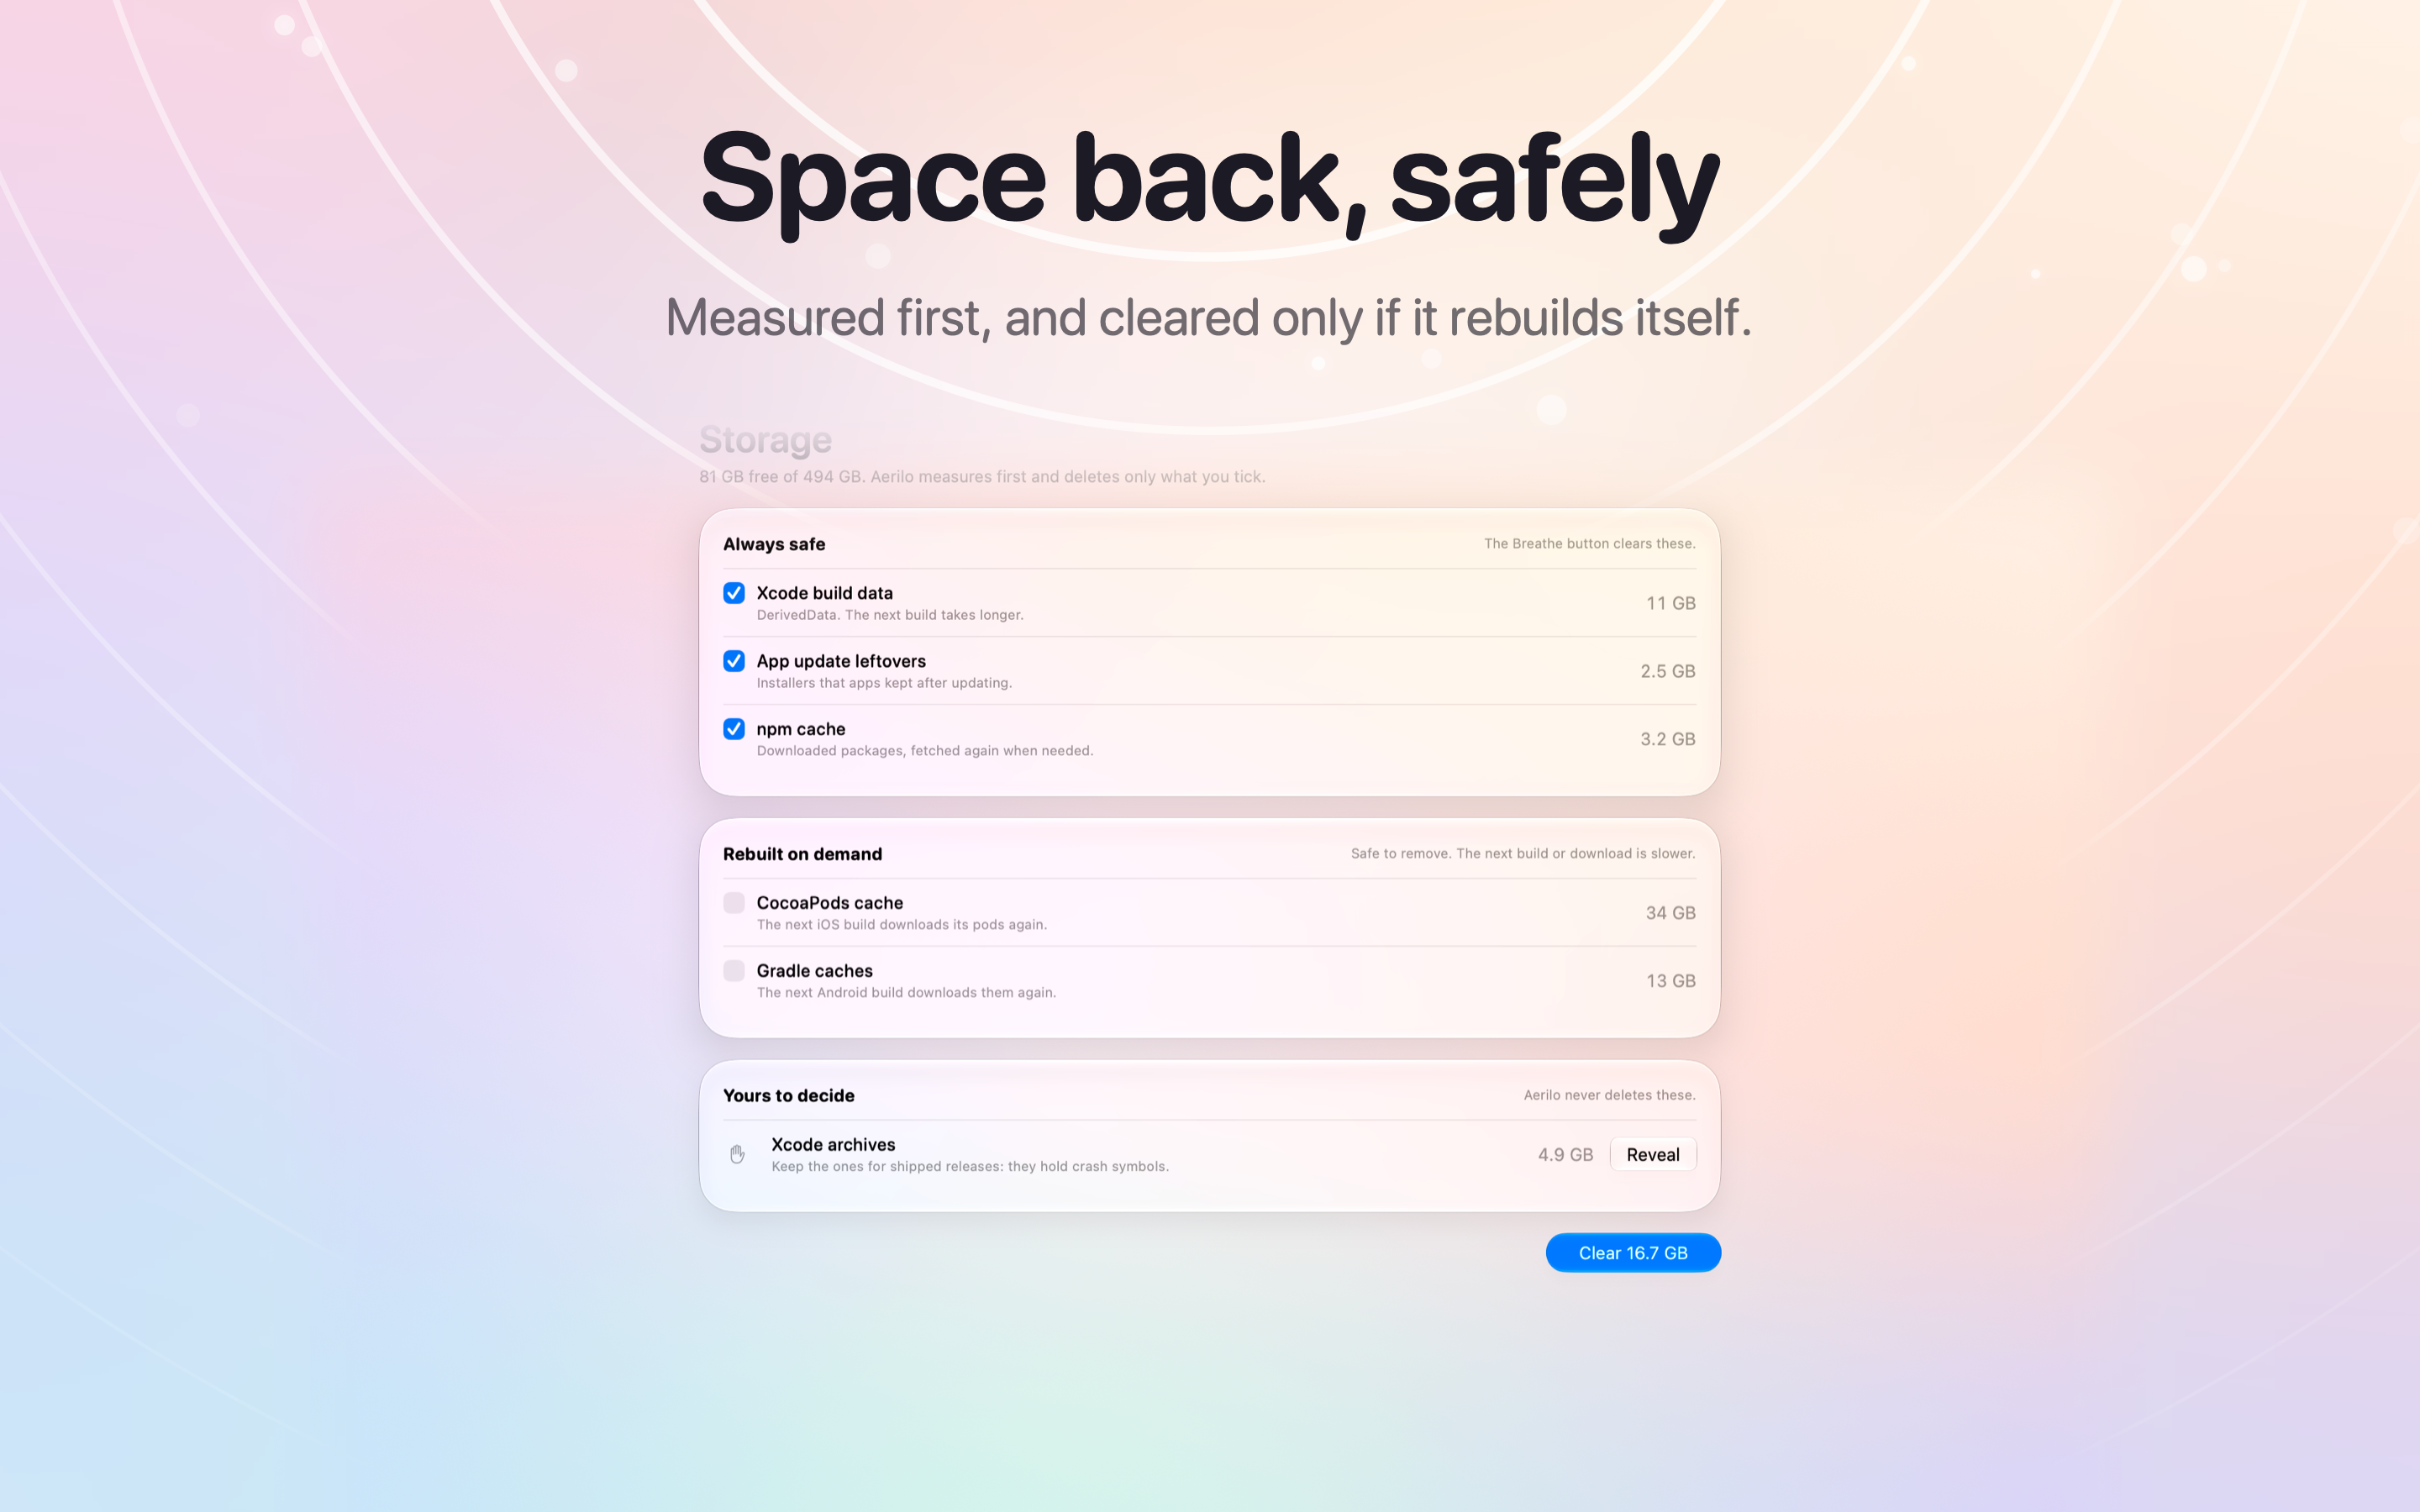 Space back, safely
Measured first, and cleared only if it rebuilds itself.
Storage
81 GB free of 494 GB. Aerilo measures first and deletes only what you tick.
Always safe
The Breathe button clears these.
Xcode build data
DerivedData. The next build takes longer.
11 GB
App update leftovers
Installers that apps kept after updating.
2.5 GB
npm cache
Downloaded packages, fetched again when needed.
3.2 GB
Rebuilt on demand
Safe to remove. The next build or download is slower.
CocoaPods cache
The next iOS build downloads its pods again.
34 GB
Gradle caches
The next Android build downloads them again.
13 GB
Yours to decide
Aerilo never deletes these.
Xcode archives
Keep the ones for shipped releases: they hold crash symbols.
4.9 GB
Reveal
Clear 16.7 GB